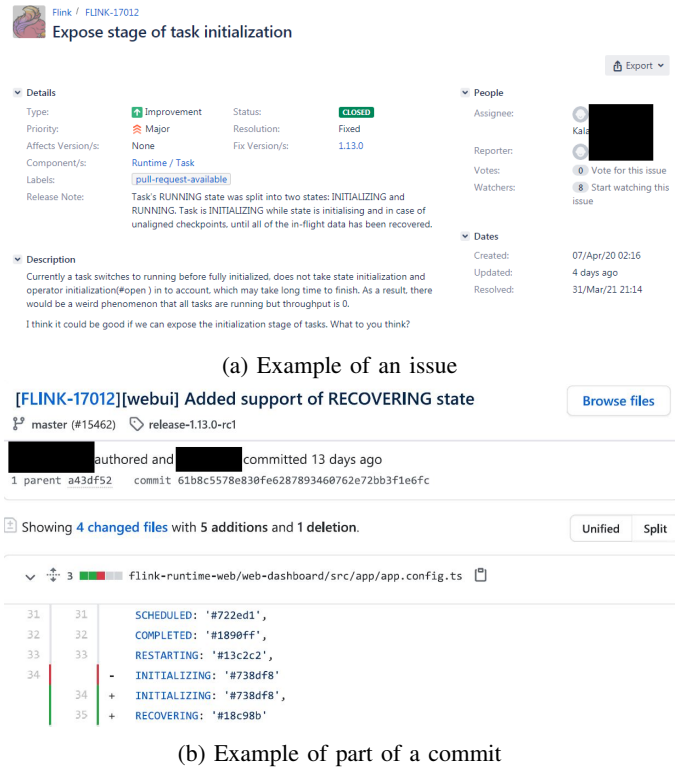 Flink / FLINK-17012
Expose stage of task initialization
Export
Details
Type: Improvement Status: CLOSED
Priority: Major Resolution: Fixed
Affects Version/s: None Fix Version/s: 1.13.0
Component/s: Runtime / Task
Labels: pull-request-available
Release Note: Task's RUNNING state was split into two states: INITIALIZING and
RUNNING. Task is INITIALIZING while state is initialising and in case of
unaligned checkpoints, until all of the in-flight data has been recovered.
Description
Currently a task switches to running before fully initialized, does not take state initialization and
operator initialization(#open ) in to account, which may take long time to finish. As a result, there
would be a weird phenomenon that all tasks are running but throughput is 0.
I think it could be good if we can expose the initialization stage of tasks. What to you think?
People
Assignee:
Kala
Reporter:
Votes: 0 Vote for this issue
Watchers: 8 Start watching this
issue
Dates
Created: 07/Apr/20 02:16
Updated: 4 days ago
Resolved: 31/Mar/21 21:14
(a) Example of an issue
[FLINK-17012][webui] Added support of RECOVERING state
Browse files
master (#15462) release-1.13.0-rc1
authored and committed 13 days ago
1 parent a43df52 commit 61b8c5578e830fe6287893460762e72bb3f1e6fc
Showing 4 changed files with 5 additions and 1 deletion.
Unified Split
3 flink-runtime-web/web-dashboard/src/app/app.config.ts
31 31 SCHEDULED: '#722ed1',
32 32 COMPLETED: '#1890ff',
33 33 RESTARTING: '#13c2c2',
34 - INITIALIZING: '#738df8'
34 + INITIALIZING: '#738df8',
35 + RECOVERING: '#18c98b'
(b) Example of part of a commit